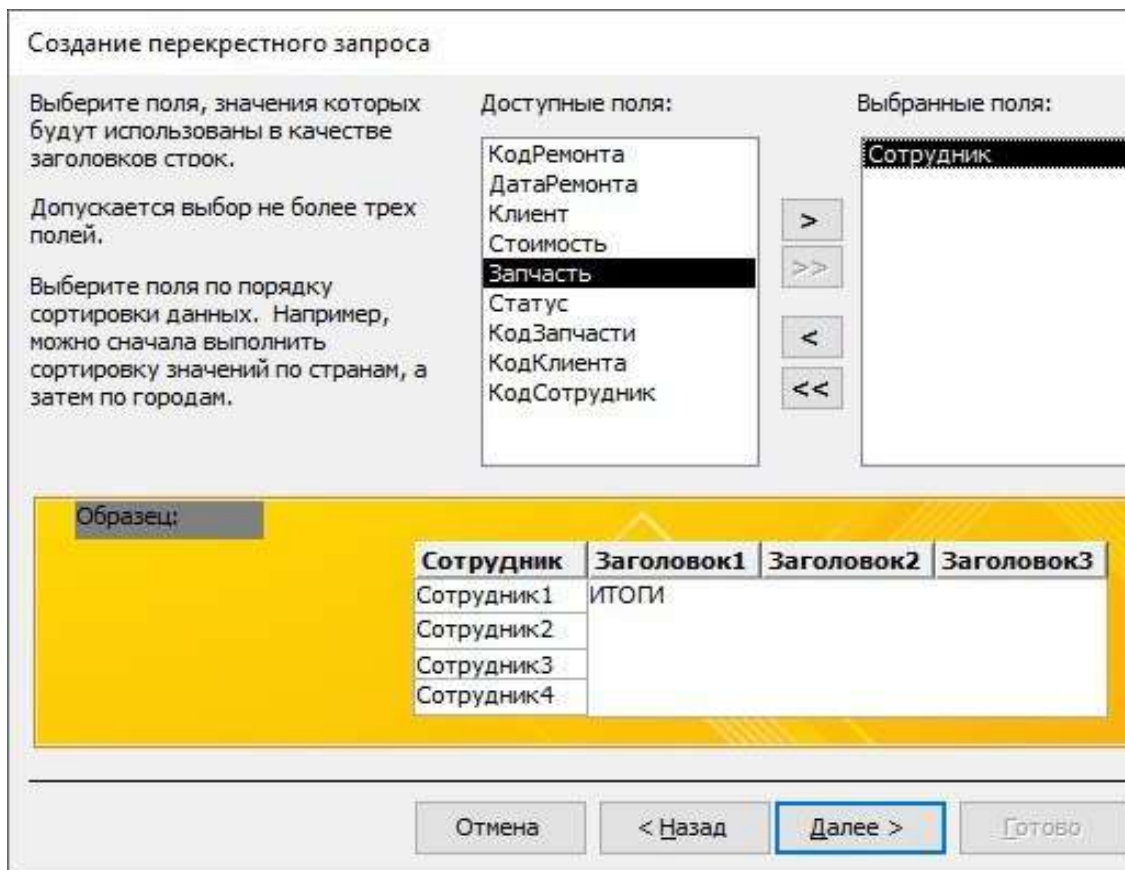 Создание перекрестного запроса
Выберите поля, значения которых
будут использованы в качестве
заголовков строк.
Допускается выбор не более трех
полей.
Выберите поля по порядку
сортировки данных. Например,
можно сначала выполнить
сортировку значений по странам, а
затем по городам.
Доступные поля:
КодРемонта
ДатаРемонта
Клиент
Стоимость
Запчасть
Статус
КодЗапчасти
КодКлиента
КодСотрудник
>
>>
<
<<
Выбранные поля:
Сотрудник
Образец:
Сотрудник Заголовок1 Заголовок2 Заголовок3
Сотрудник1 ИТОГИ
Сотрудник2
Сотрудник3
Сотрудник4
Отмена < Назад Далее > Готово